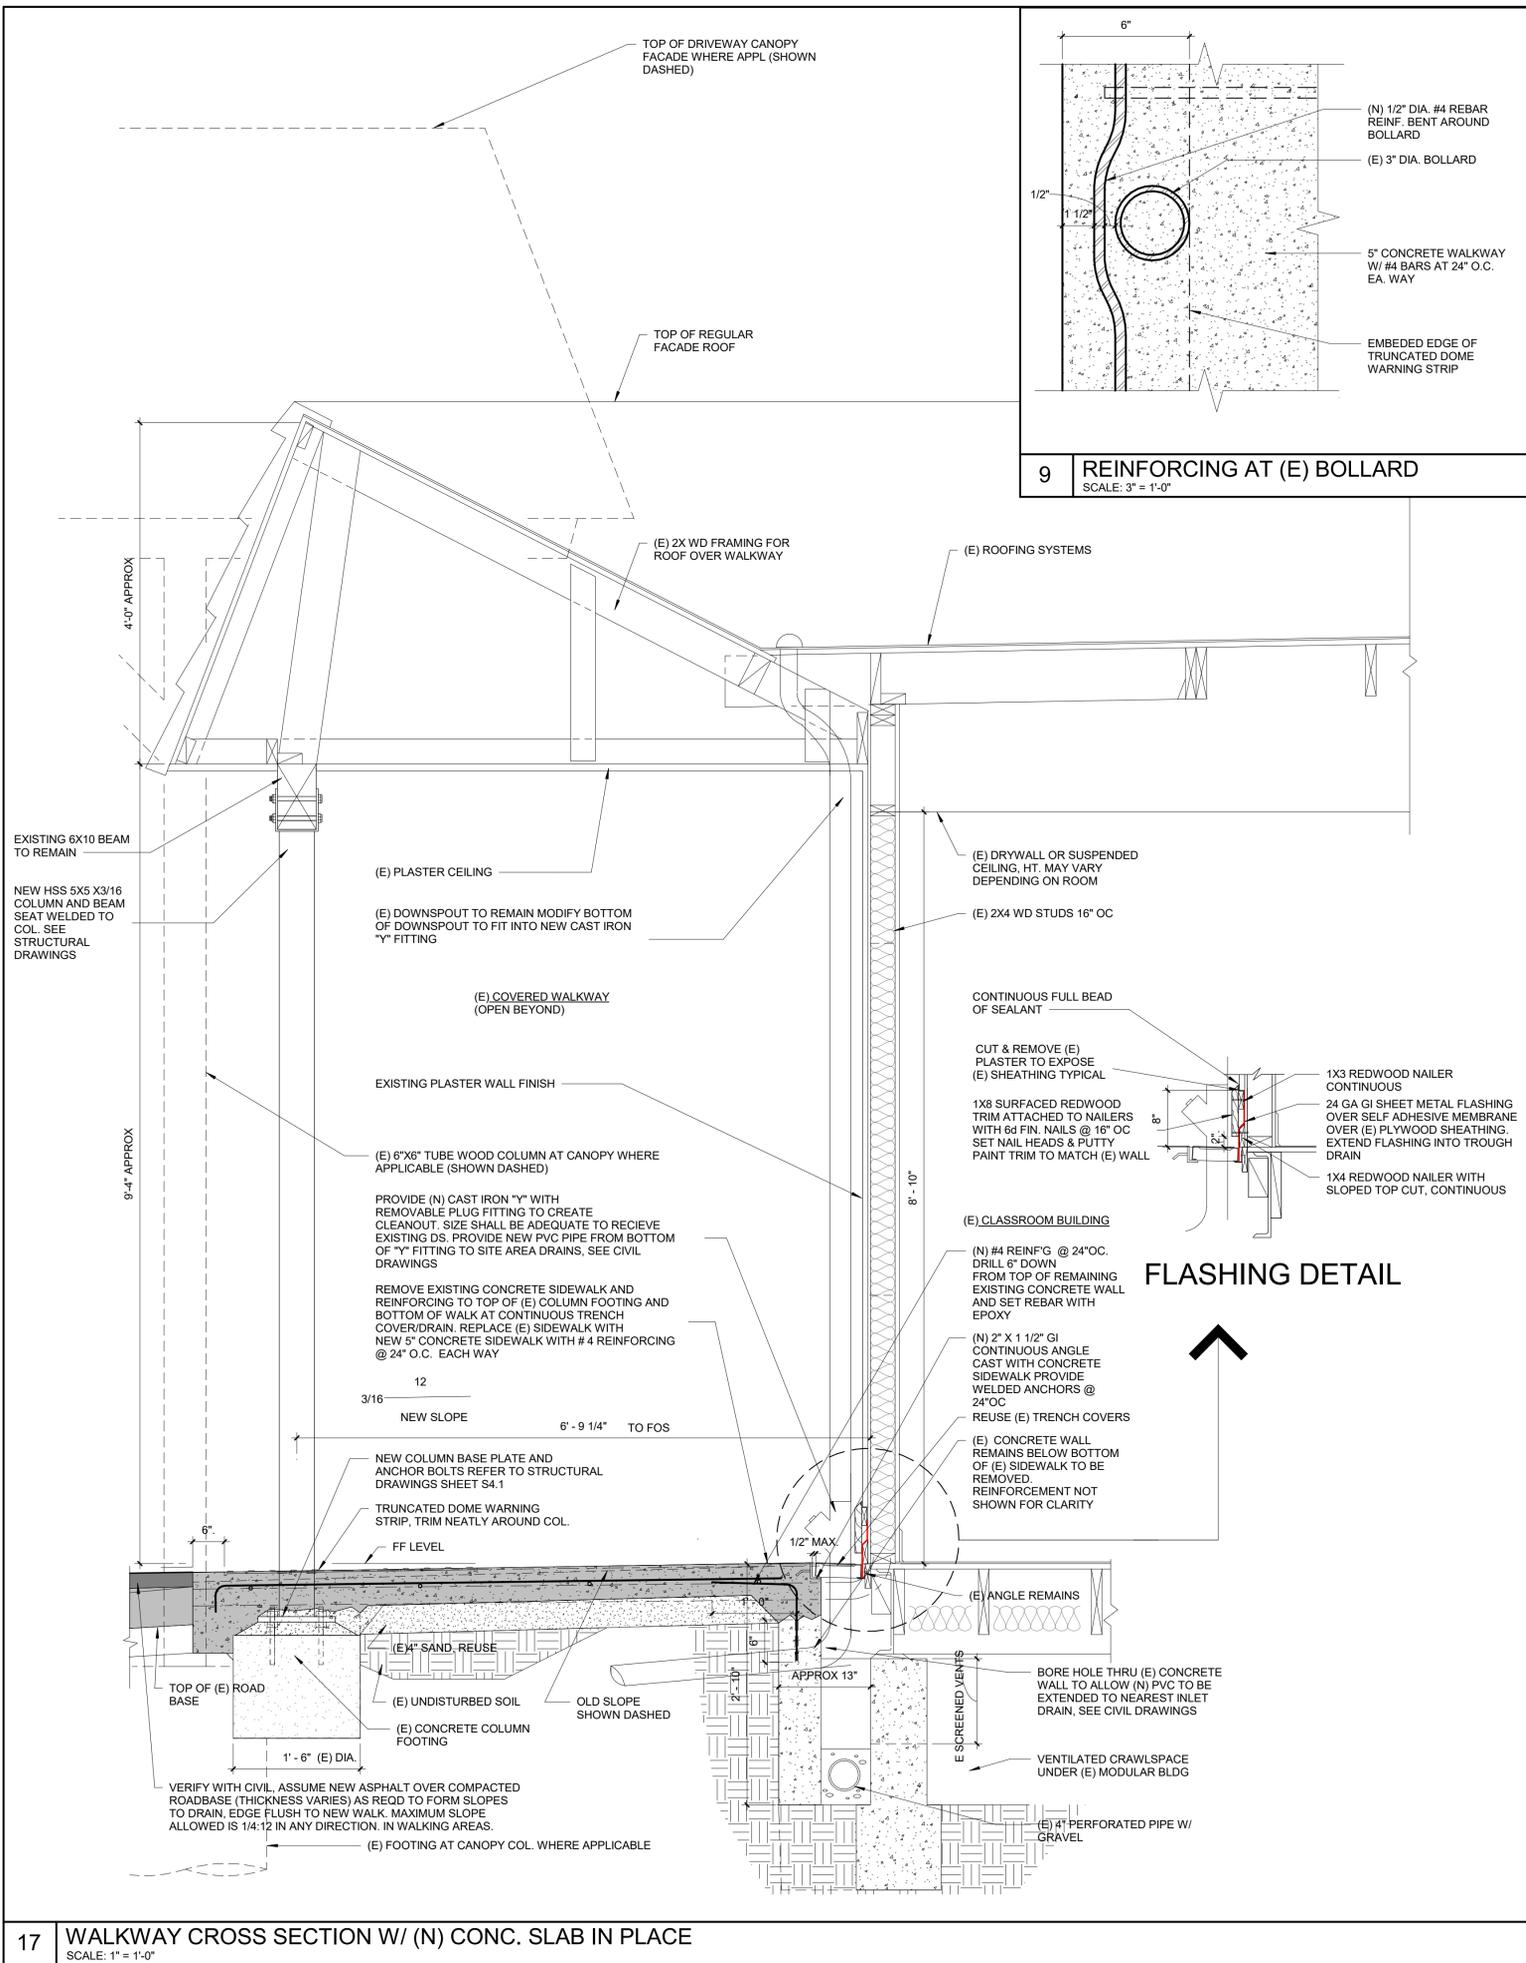 TOP OF DRIVEWAY CANOPY
FACADE WHERE APPL (SHOWN
DASHED)
6"
(N) 1/2" DIA. #4 REBAR
REINF. BENT AROUND
BOLLARD
(E) 3" DIA. BOLLARD
1/2"
1 1/2"
5" CONCRETE WALKWAY
W/ #4 BARS AT 24" O.C.
EA. WAY
EMBEDED EDGE OF
TRUNCATED DOME
WARNING STRIP
9
REINFORCING AT (E) BOLLARD
SCALE: 3" = 1'-0"
TOP OF REGULAR
FACADE ROOF
(E) 2X WD FRAMING FOR
ROOF OVER WALKWAY
(E) ROOFING SYSTEMS
4'-0" APPROX
EXISTING 6X10 BEAM
TO REMAIN
NEW HSS 5X5 X3/16
COLUMN AND BEAM
SEAT WELDED TO
COL. SEE
STRUCTURAL
DRAWINGS
(E) PLASTER CEILING
(E) DOWNSPOUT TO REMAIN MODIFY BOTTOM
OF DOWNSPOUT TO FIT INTO NEW CAST IRON
"Y" FITTING
(E) DRYWALL OR SUSPENDED
CEILING, HT. MAY VARY
DEPENDING ON ROOM
(E) 2X4 WD STUDS 16" OC
(E) COVERED WALKWAY
(OPEN BEYOND)
CONTINUOUS FULL BEAD
OF SEALANT
CUT & REMOVE (E)
PLASTER TO EXPOSE
(E) SHEATHING TYPICAL
1X8 SURFACED REDWOOD
TRIM ATTACHED TO NAILERS
WITH 6d FIN. NAILS @ 16" OC
SET NAIL HEADS & PUTTY
PAINT TRIM TO MATCH (E) WALL
8"
2"
1X3 REDWOOD NAILER
CONTINUOUS
24 GA GI SHEET METAL FLASHING
OVER SELF ADHESIVE MEMBRANE
OVER (E) PLYWOOD SHEATHING.
EXTEND FLASHING INTO TROUGH
DRAIN
1X4 REDWOOD NAILER WITH
SLOPED TOP CUT, CONTINUOUS
FLASHING DETAIL
EXISTING PLASTER WALL FINISH
9'-4" APPROX
8' - 10"
(E) 6"X6" TUBE WOOD COLUMN AT CANOPY WHERE
APPLICABLE (SHOWN DASHED)
PROVIDE (N) CAST IRON "Y" WITH
REMOVABLE PLUG FITTING TO CREATE
CLEANOUT. SIZE SHALL BE ADEQUATE TO RECIEVE
EXISTING DS. PROVIDE NEW PVC PIPE FROM BOTTOM
OF "Y" FITTING TO SITE AREA DRAINS, SEE CIVIL
DRAWINGS
REMOVE EXISTING CONCRETE SIDEWALK AND
REINFORCING TO TOP OF (E) COLUMN FOOTING AND
BOTTOM OF WALK AT CONTINUOUS TRENCH
COVER/DRAIN. REPLACE (E) SIDEWALK WITH
NEW 5" CONCRETE SIDEWALK WITH # 4 REINFORCING
@ 24" O.C.  EACH WAY
(E) CLASSROOM BUILDING
(N) #4 REINF'G  @ 24"OC.
DRILL 6" DOWN
FROM TOP OF REMAINING
EXISTING CONCRETE WALL
AND SET REBAR WITH
EPOXY
(N) 2" X 1 1/2" GI
CONTINUOUS ANGLE
CAST WITH CONCRETE
SIDEWALK PROVIDE
WELDED ANCHORS @
24"OC
REUSE (E) TRENCH COVERS
(E)  CONCRETE WALL
REMAINS BELOW BOTTOM
OF (E) SIDEWALK TO BE
REMOVED.
REINFORCEMENT NOT
SHOWN FOR CLARITY
12
3/16
NEW SLOPE
6' - 9 1/4"
TO FOS
NEW COLUMN BASE PLATE AND
ANCHOR BOLTS REFER TO STRUCTURAL
DRAWINGS SHEET S4.1
TRUNCATED DOME WARNING
STRIP, TRIM NEATLY AROUND COL.
6".
FF LEVEL
1/2" MAX.
(E) ANGLE REMAINS
1' - 0"
6"
2' - 10"
APPROX 13"
(E)4" SAND, REUSE
(E) UNDISTURBED SOIL
(E) CONCRETE COLUMN
FOOTING
OLD SLOPE
SHOWN DASHED
TOP OF (E) ROAD
BASE
E SCREENED VENTS
BORE HOLE THRU (E) CONCRETE
WALL TO ALLOW (N) PVC TO BE
EXTENDED TO NEAREST INLET
DRAIN, SEE CIVIL DRAWINGS
1' - 6"  (E) DIA.
VENTILATED CRAWLSPACE
UNDER (E) MODULAR BLDG
VERIFY WITH CIVIL, ASSUME NEW ASPHALT OVER COMPACTED
ROADBASE (THICKNESS VARIES) AS REQD TO FORM SLOPES
TO DRAIN, EDGE FLUSH TO NEW WALK. MAXIMUM SLOPE
ALLOWED IS 1/4:12 IN ANY DIRECTION. IN WALKING AREAS.
(E) FOOTING AT CANOPY COL. WHERE APPLICABLE
(E) 4" PERFORATED PIPE W/
GRAVEL
17
WALKWAY CROSS SECTION W/ (N) CONC. SLAB IN PLACE
SCALE: 1" = 1'-0"